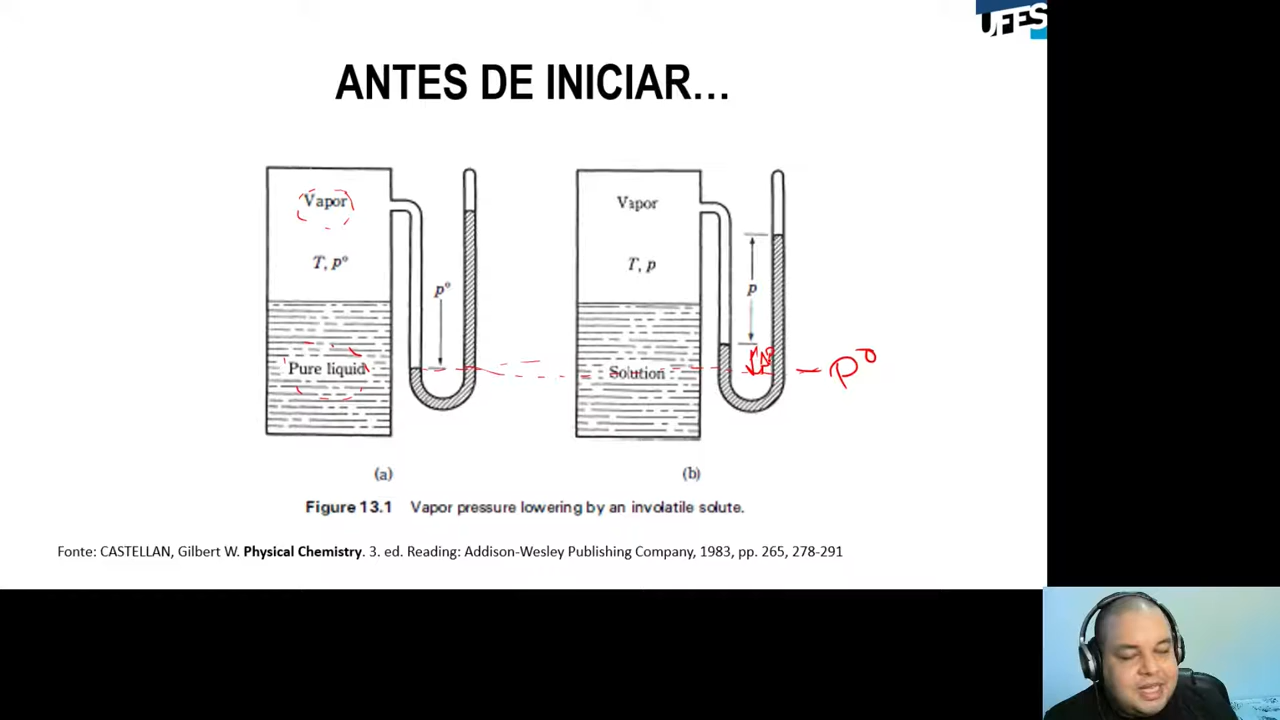 UFES
ANTES DE INICIAR...
Vapor
T, p°
p°
Pure liquid
(a)
Vapor
T, p
p
Δp
Solution
P°
(b)
Figure 13.1 Vapor pressure lowering by an involatile solute.
Fonte: CASTELLAN, Gilbert W. Physical Chemistry. 3. ed. Reading: Addison-Wesley Publishing Company, 1983, pp. 265, 278-291